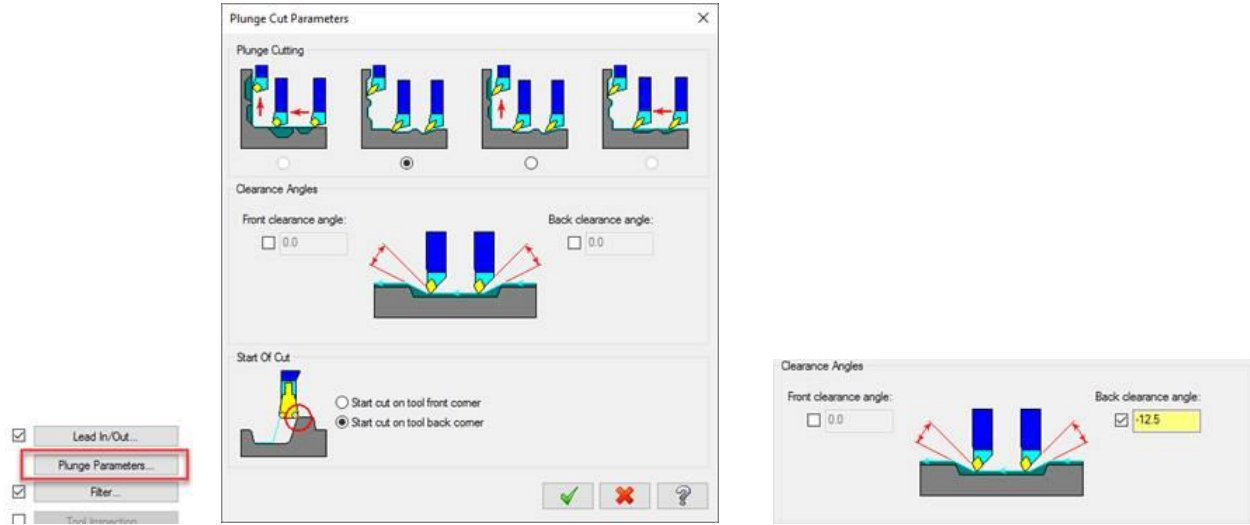 Lead In/Out...
Plunge Parameters...
Filter...
Tool Inspection
Plunge Cut Parameters
Plunge Cutting
Clearance Angles
Front clearance angle:
0.0
Back clearance angle:
0.0
Start Of Cut
Start cut on tool front corner
Start cut on tool back corner
Clearance Angles
Front clearance angle:
0.0
Back clearance angle:
-12.5